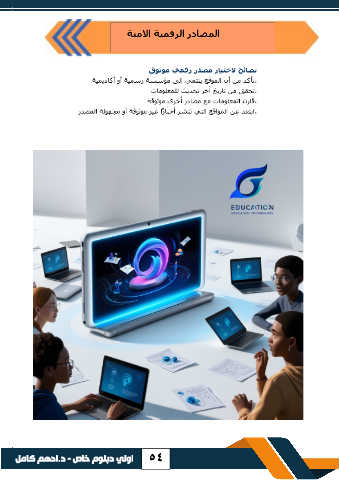 المصادر الرقمية الامنة
نصائح لاختيار مصدر رقمي موثوق
.تأكد من أن الموقع ينتمي إلى مؤسسة رسمية أو أكاديمية
.تحقق من تاريخ آخر تحديث للمعلومات
.قارن المعلومات مع مصادر أخرى موثوقة
.ابتعد عن المواقع التي تنشر أخبارًا غير موثوقة أو مجهولة المصدر
EDUCATION
اولي دبلوم خاص - د.ادهم كامل
٥٤